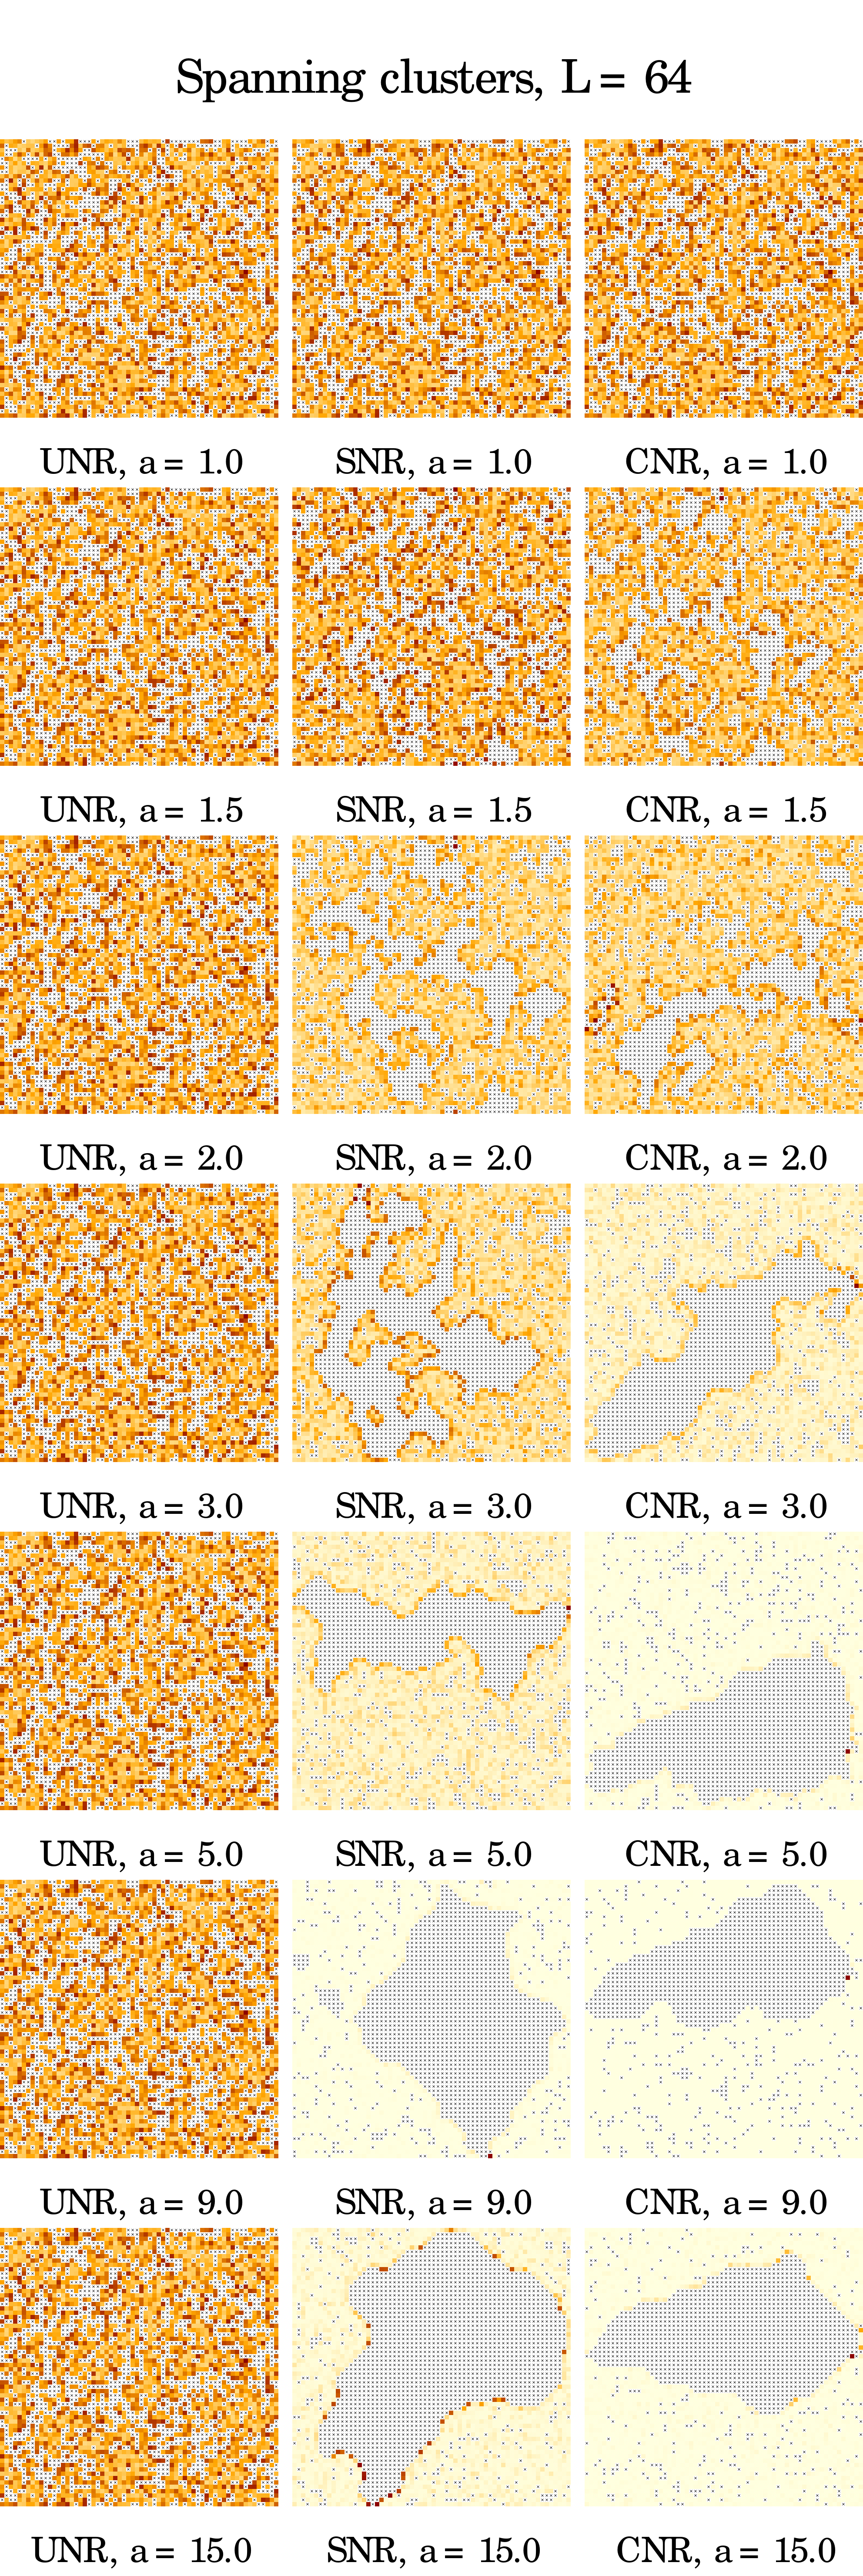 Spanning clusters, L = 64
UNR, a = 1.0 SNR, a = 1.0 CNR, a = 1.0
UNR, a = 1.5 SNR, a = 1.5 CNR, a = 1.5
UNR, a = 2.0 SNR, a = 2.0 CNR, a = 2.0
UNR, a = 3.0 SNR, a = 3.0 CNR, a = 3.0
UNR, a = 5.0 SNR, a = 5.0 CNR, a = 5.0
UNR, a = 9.0 SNR, a = 9.0 CNR, a = 9.0
UNR, a = 15.0 SNR, a = 15.0 CNR, a = 15.0